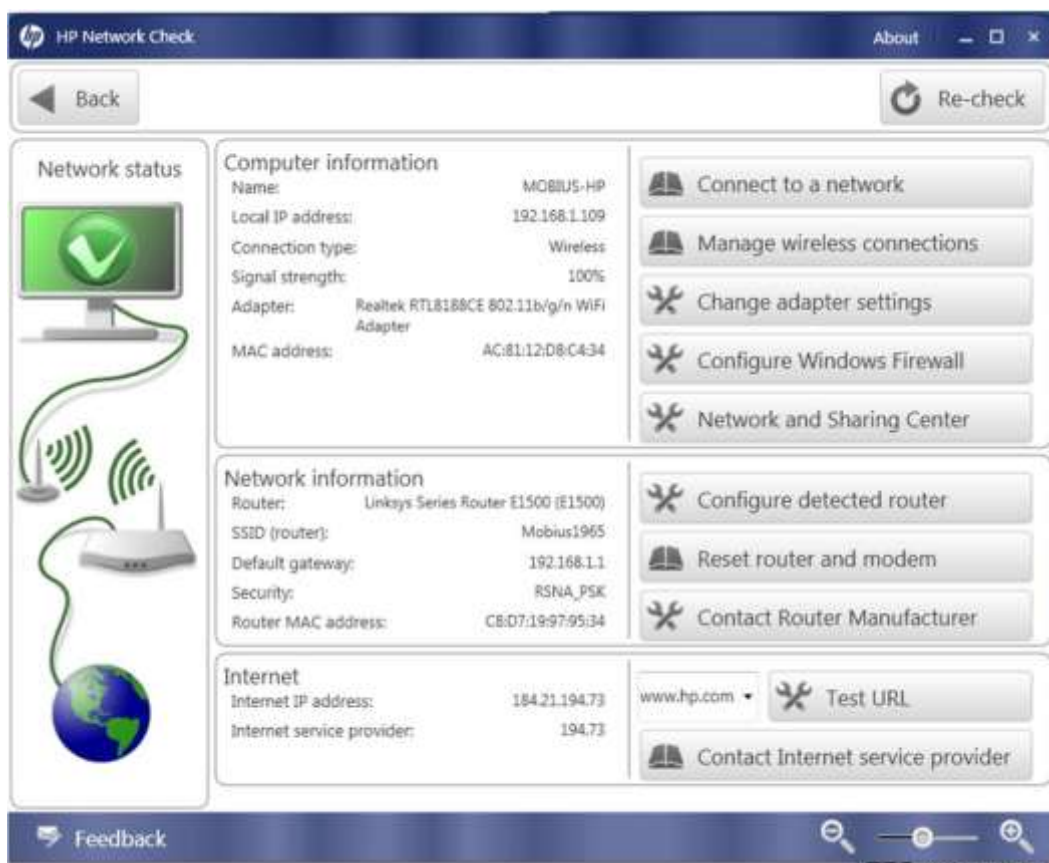 hp HP Network Check About
Back Re-check
Network status
Computer information
Name: MOBIUS-HP
Local IP address: 192.168.1.109
Connection type: Wireless
Signal strength: 100%
Adapter: Realtek RTL8188CE 802.11b/g/n WiFi
Adapter
MAC address: AC:81:12:D8:C4:34
Connect to a network
Manage wireless connections
Change adapter settings
Configure Windows Firewall
Network and Sharing Center
Network information
Router: Linksys Series Router E1500 (E1500)
SSID (router): Mobius1965
Default gateway: 192.168.1.1
Security: RSNA_PSK
Router MAC address: C8:D7:19:97:95:34
Configure detected router
Reset router and modem
Contact Router Manufacturer
Internet
Internet IP address: 184.21.194.73
Internet service provider: 194.73
www.hp.com Test URL
Contact Internet service provider
Feedback